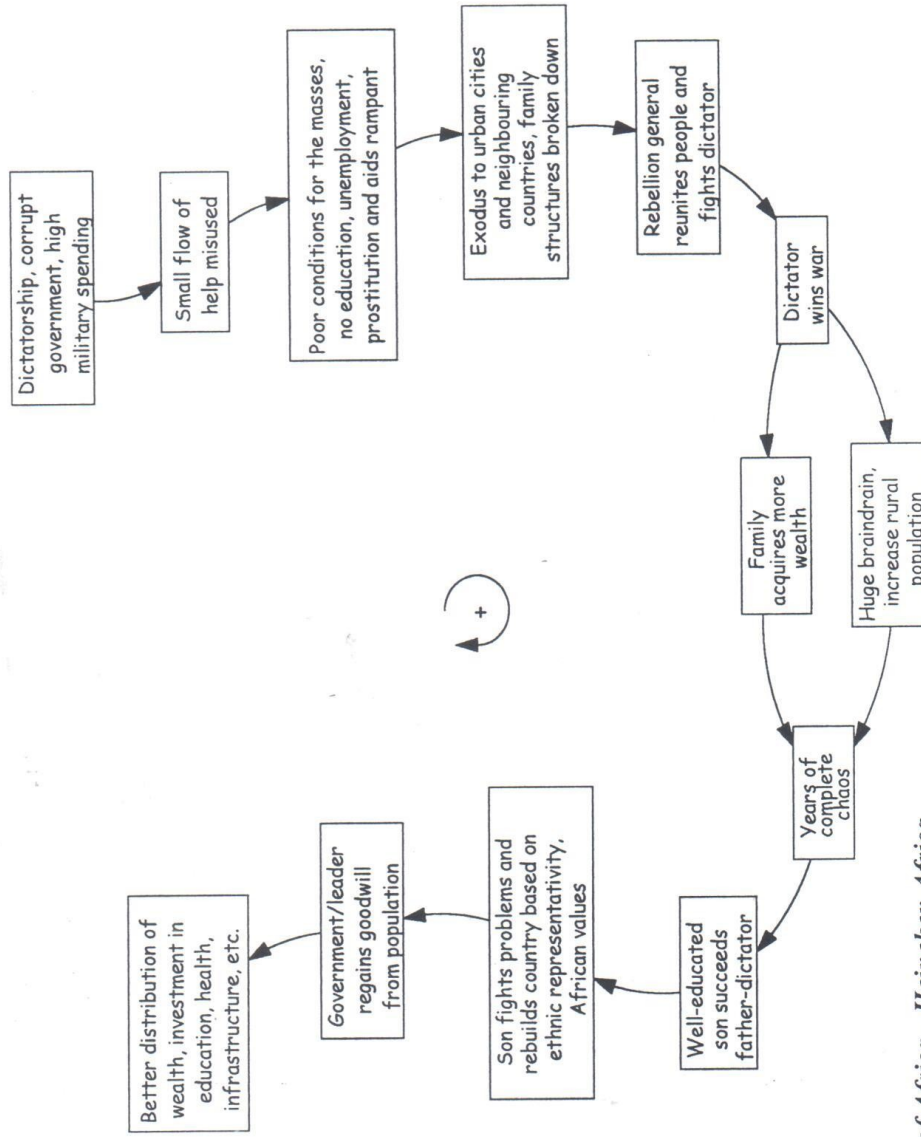 Dictatorship, corrupt
government, high
military spending
Small flow of
help misused
Poor conditions for the masses,
no education, unemployment,
prostitution and aids rampant
Exodus to urban cities
and neighbouring
countries, family
structures broken down
Rebellion general
reunites people and
fights dictator
Dictator
wins war
Family
acquires more
wealth
Huge braindrain,
increase rural
population
+
Years of
complete
chaos
Well-educated
son succeeds
father-dictator
Son fights problems and
rebuilds country based on
ethnic representativity,
African values
Government/leader
regains goodwill
from population
Better distribution of
wealth, investment in
education, health,
infrastructure, etc.
of Africa, Heineken Africa